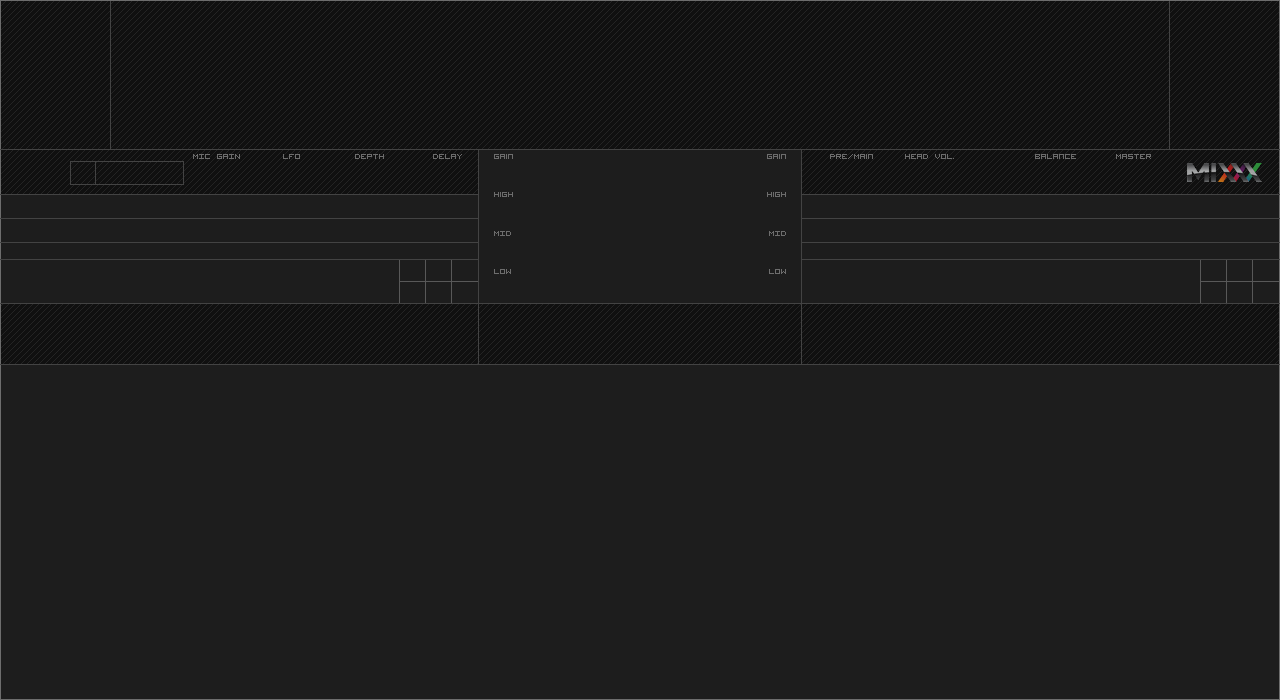 MIC GAIN LFO DEPTH DELAY GAIN GAIN PRE/MAIN HEAD VOL. BALANCE MASTER
MIXXX
HIGH HIGH
MID MID
LOW LOW